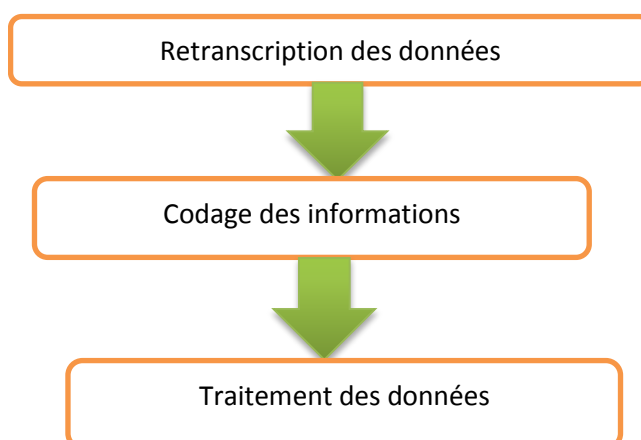 Retranscription des données
Codage des informations
Traitement des données